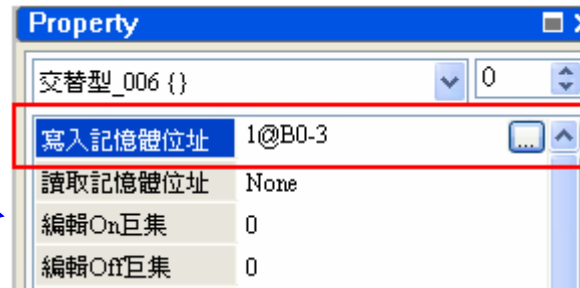 Property
交替型_006 {} 0
寫入記憶體位址 1@B0-3 ...
讀取記憶體位址 None
編輯On巨集 0
編輯Off巨集 0